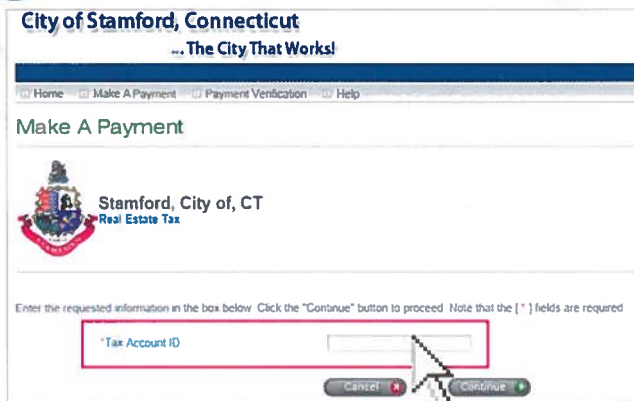 City of Stamford, Connecticut
... The City That Works!
Home Make A Payment Payment Verification Help
Make A Payment
Stamford, City of, CT
Real Estate Tax
Enter the requested information in the box below. Click the "Continue" button to proceed. Note that the [ * ] fields are required
*Tax Account ID
Cancel Continue